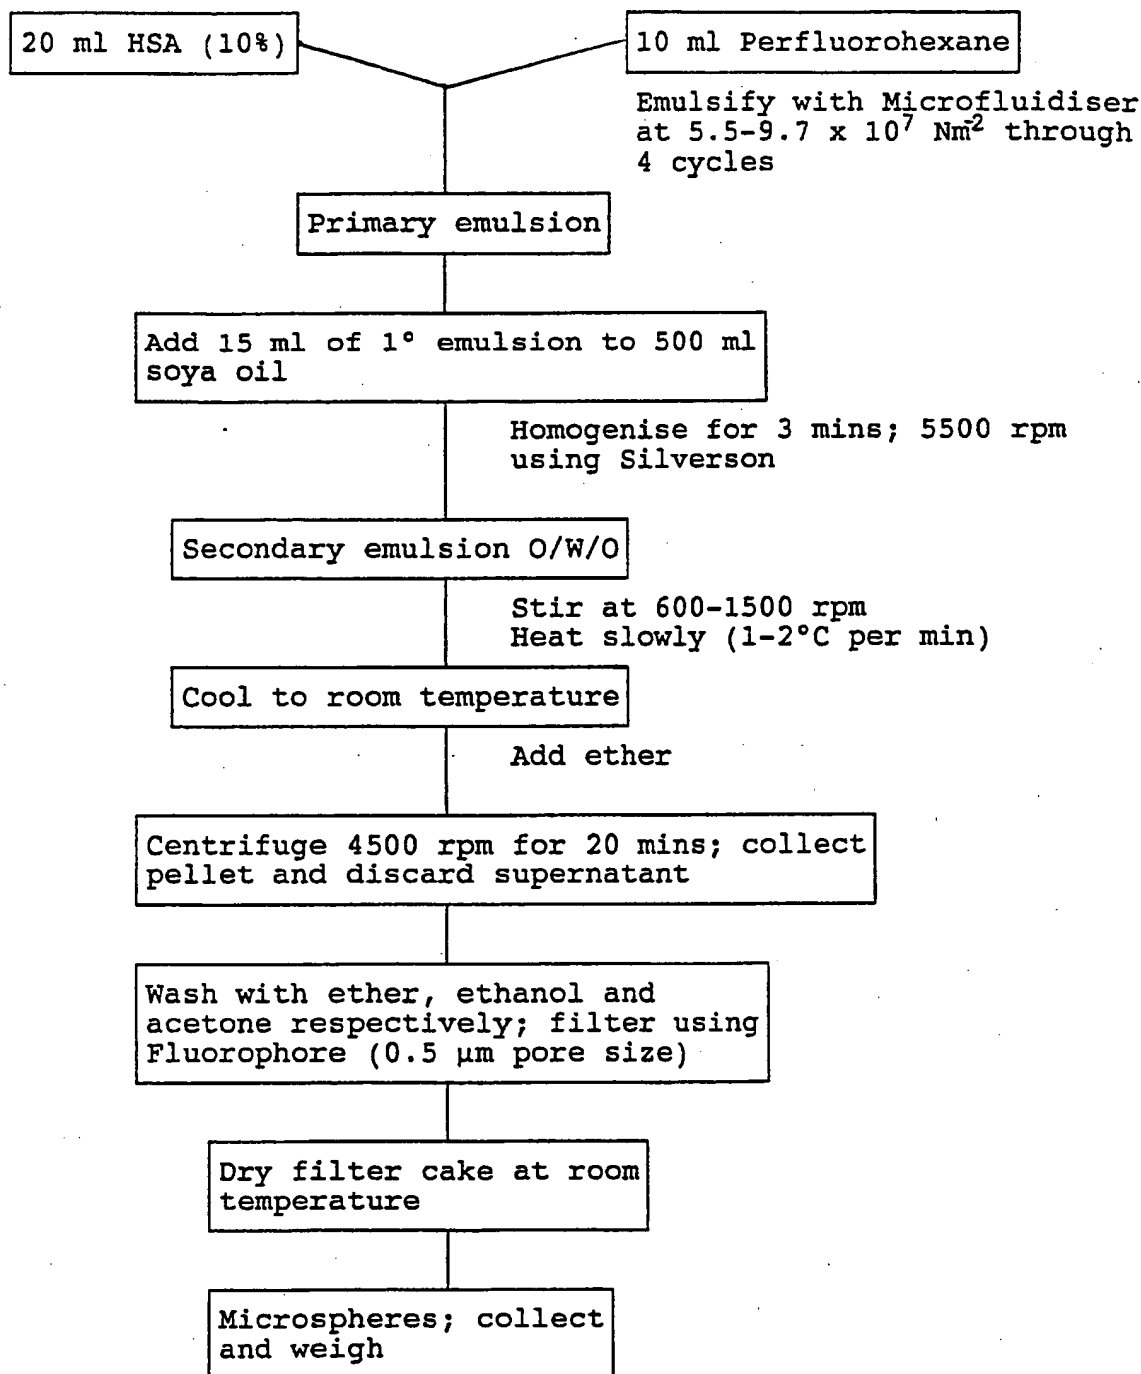 20 ml HSA (10%)
10 ml Perfluorohexane
Emulsify with Microfluidiser
at 5.5-9.7 x 10⁷ Nm⁻² through
4 cycles
Primary emulsion
Add 15 ml of 1° emulsion to 500 ml
soya oil
Homogenise for 3 mins; 5500 rpm
using Silverson
Secondary emulsion O/W/O
Stir at 600-1500 rpm
Heat slowly (1-2°C per min)
Cool to room temperature
Add ether
Centrifuge 4500 rpm for 20 mins; collect
pellet and discard supernatant
Wash with ether, ethanol and
acetone respectively; filter using
Fluorophore (0.5 µm pore size)
Dry filter cake at room
temperature
Microspheres; collect
and weigh